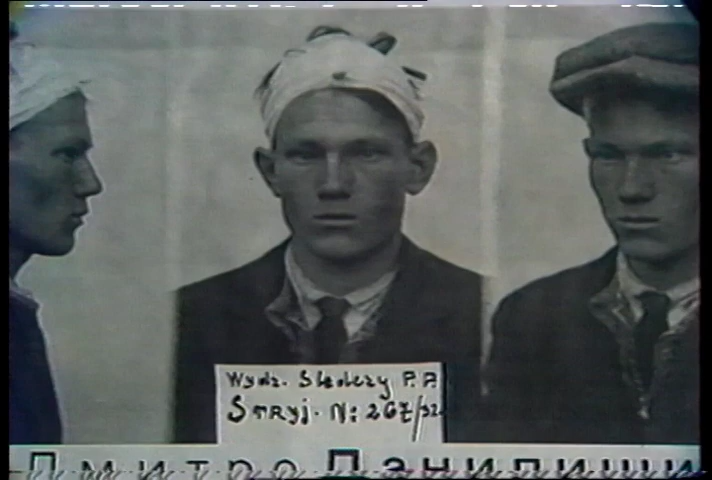 Wydz. Sledczy P. P.
Stryj. N: 267/32
Дмитро Данилишин